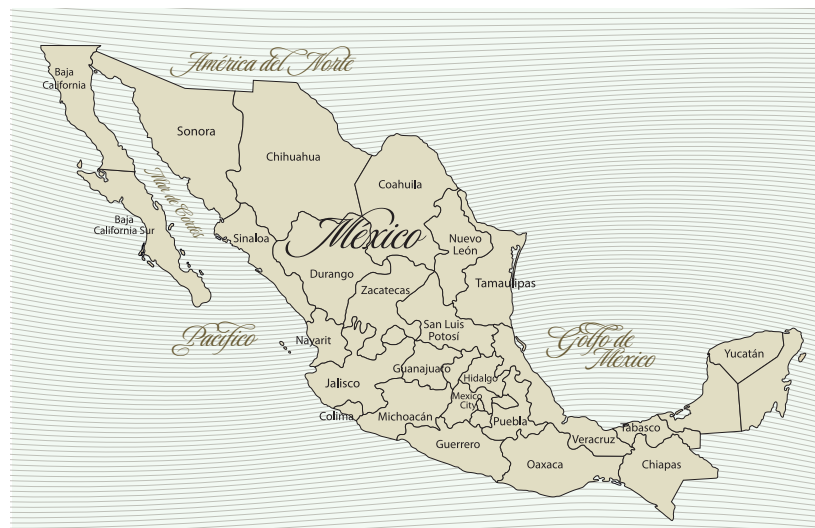 América del Norte
Baja
California
Sonora
Chihuahua
Coahuila
Mar de Cortés
Baja
California Sur
Sinaloa
México
Nuevo
León
Durango
Tamaulipas
Zacatecas
Pacífico
Nayarit
San Luis
Potosí
Golfo de
Mexico
Yucatán
Guanajuato
Hidalgo
Jalisco
Mexico
City
Colima
Michoacán
Puebla
Tabasco
Veracruz
Guerrero
Oaxaca
Chiapas